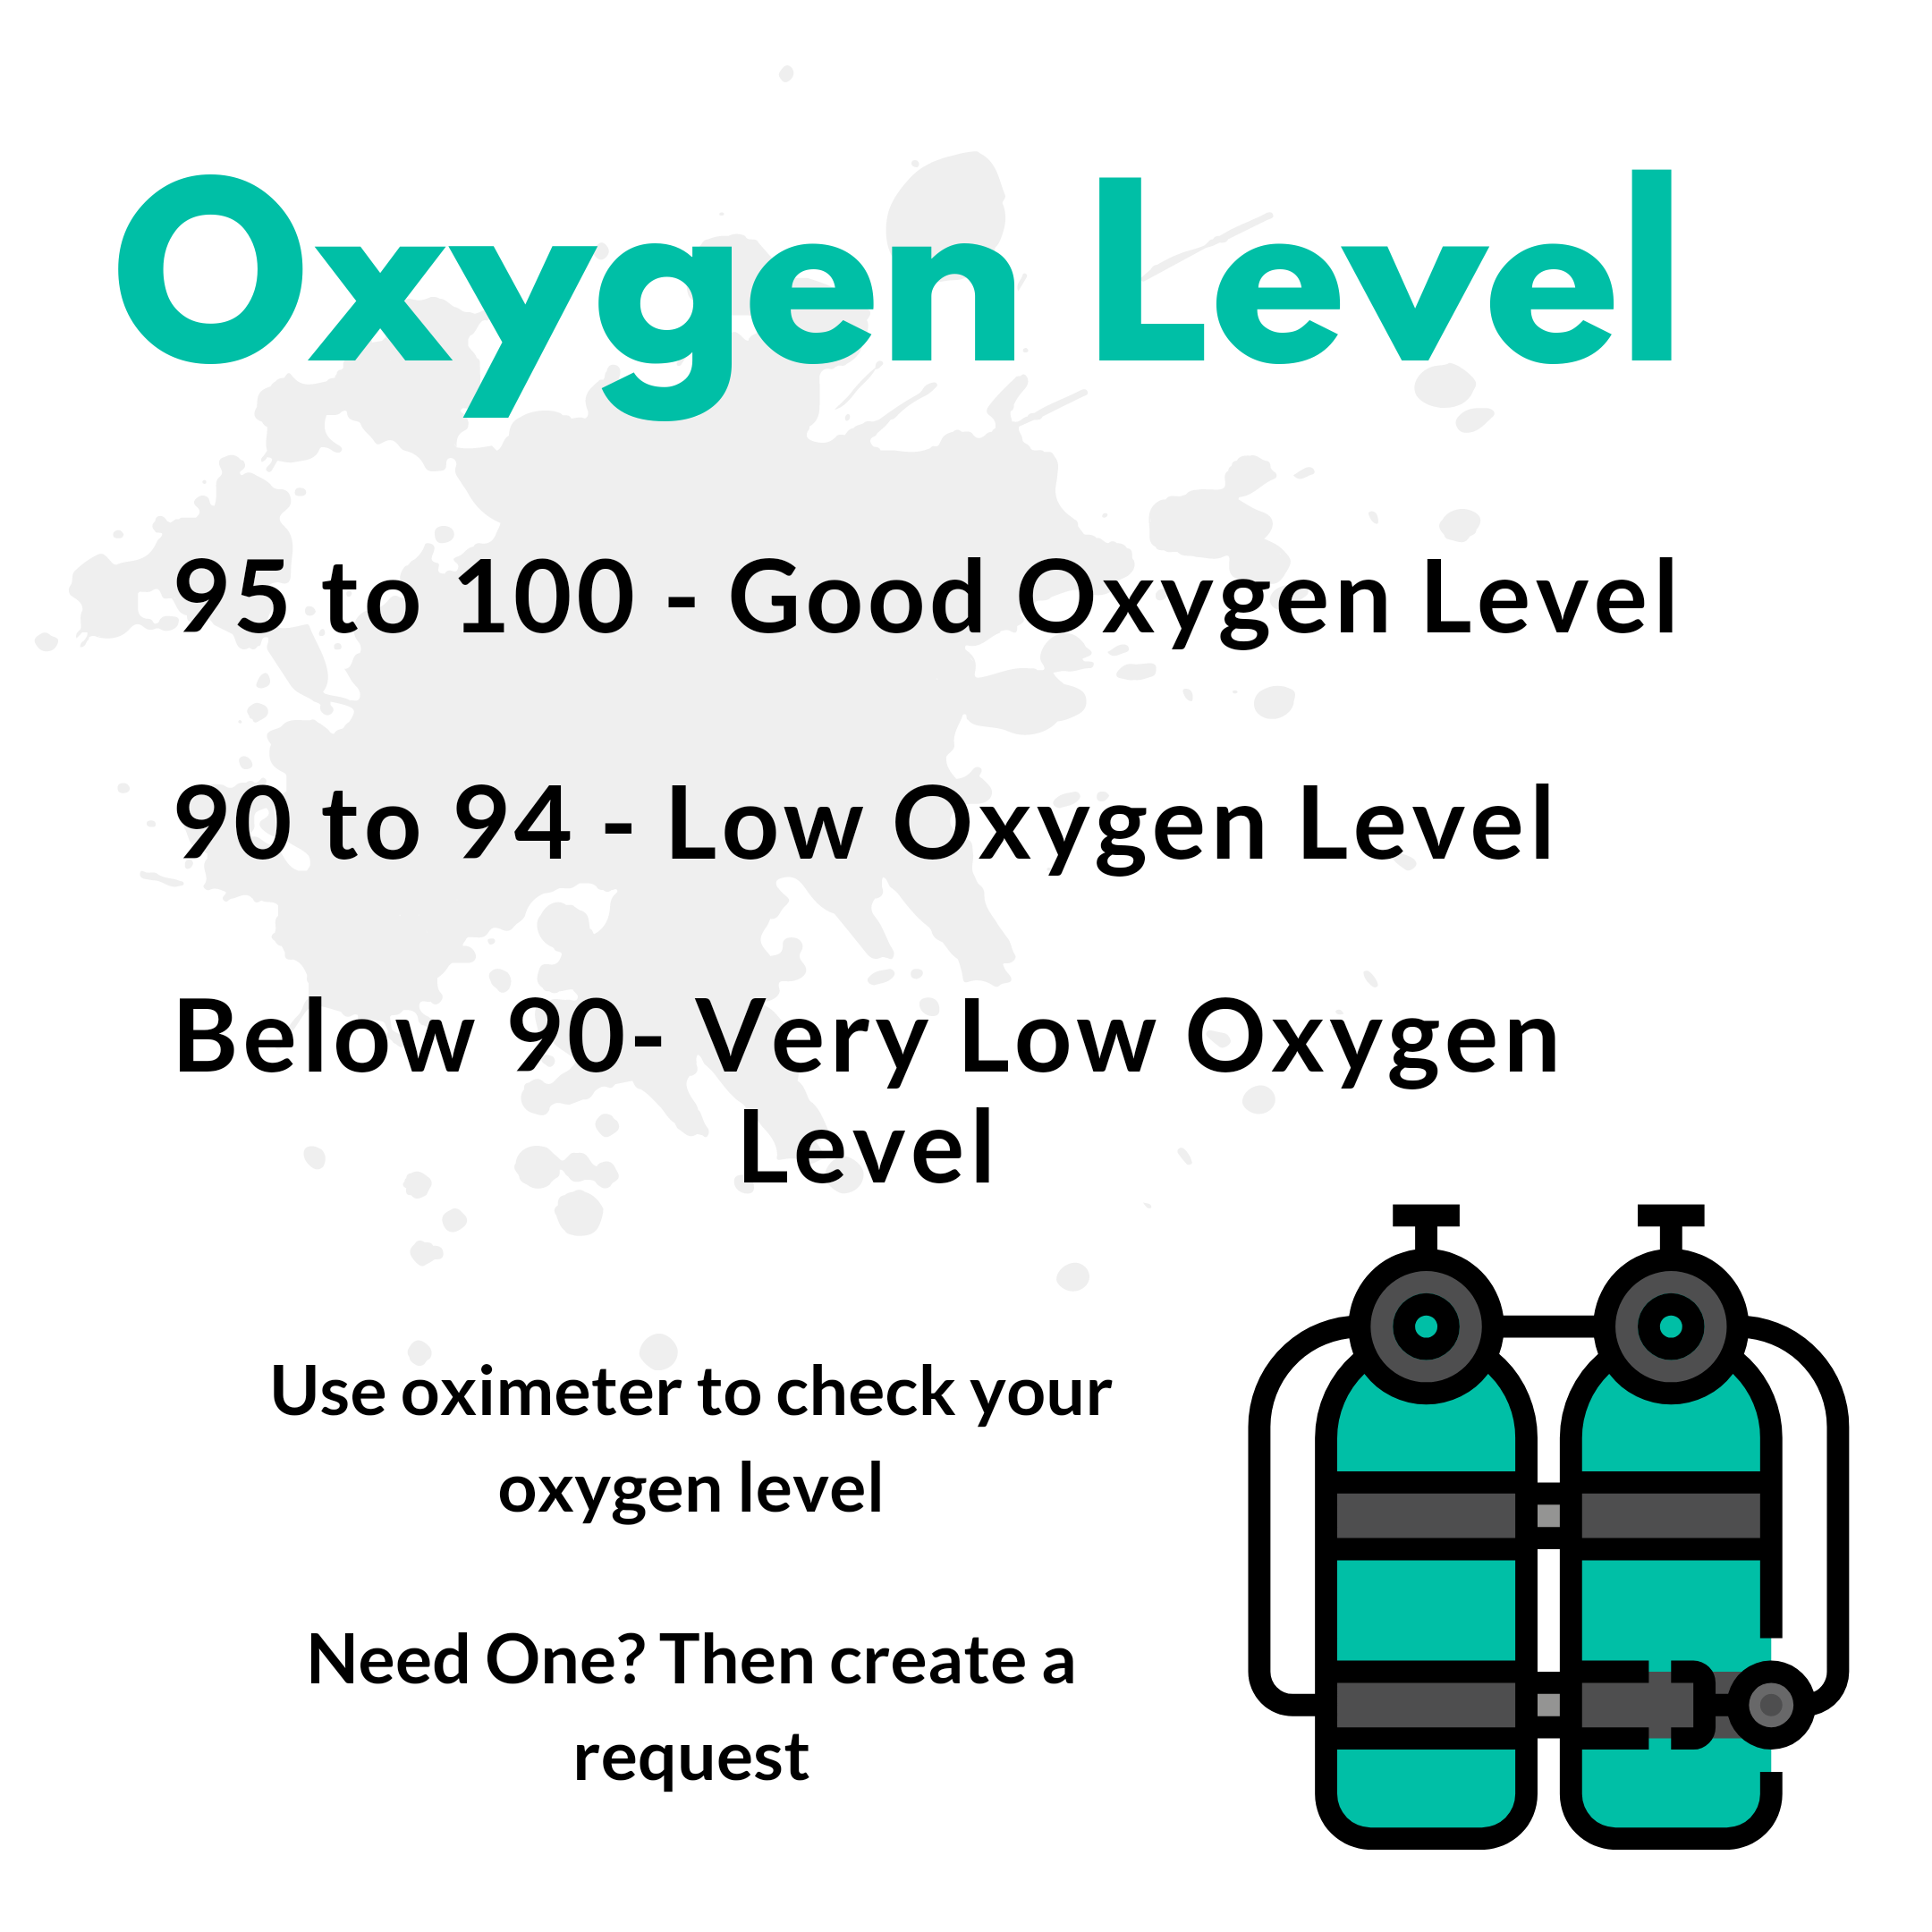 Oxygen Level
95 to 100 - Good Oxygen Level
90 to 94 - Low Oxygen Level
Below 90- Very Low Oxygen
Level
Use oximeter to check your
oxygen level
Need One? Then create a
request